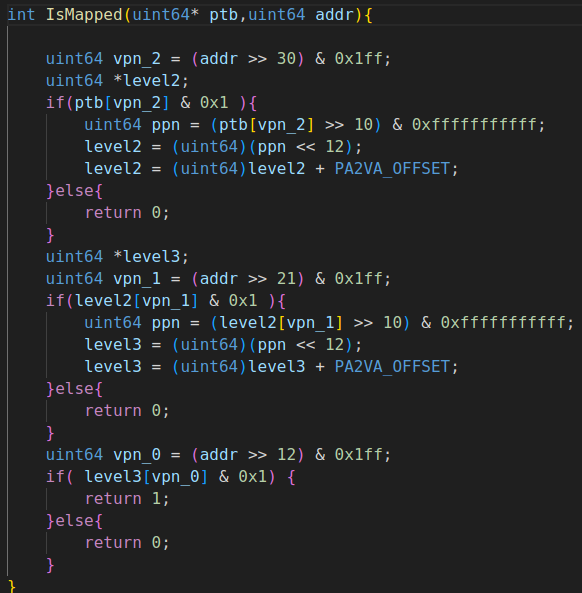 int IsMapped(uint64* ptb,uint64 addr){
uint64 vpn_2 = (addr >> 30) & 0x1ff;
uint64 *level2;
if(ptb[vpn_2] & 0x1 ){
uint64 ppn = (ptb[vpn_2] >> 10) & 0xfffffffffff;
level2 = (uint64)(ppn << 12);
level2 = (uint64)level2 + PA2VA_OFFSET;
}else{
return 0;
}
uint64 *level3;
uint64 vpn_1 = (addr >> 21) & 0x1ff;
if(level2[vpn_1] & 0x1 ){
uint64 ppn = (level2[vpn_1] >> 10) & 0xfffffffffff;
level3 = (uint64)(ppn << 12);
level3 = (uint64)level3 + PA2VA_OFFSET;
}else{
return 0;
}
uint64 vpn_0 = (addr >> 12) & 0x1ff;
if( level3[vpn_0] & 0x1) {
return 1;
}else{
return 0;
}
}